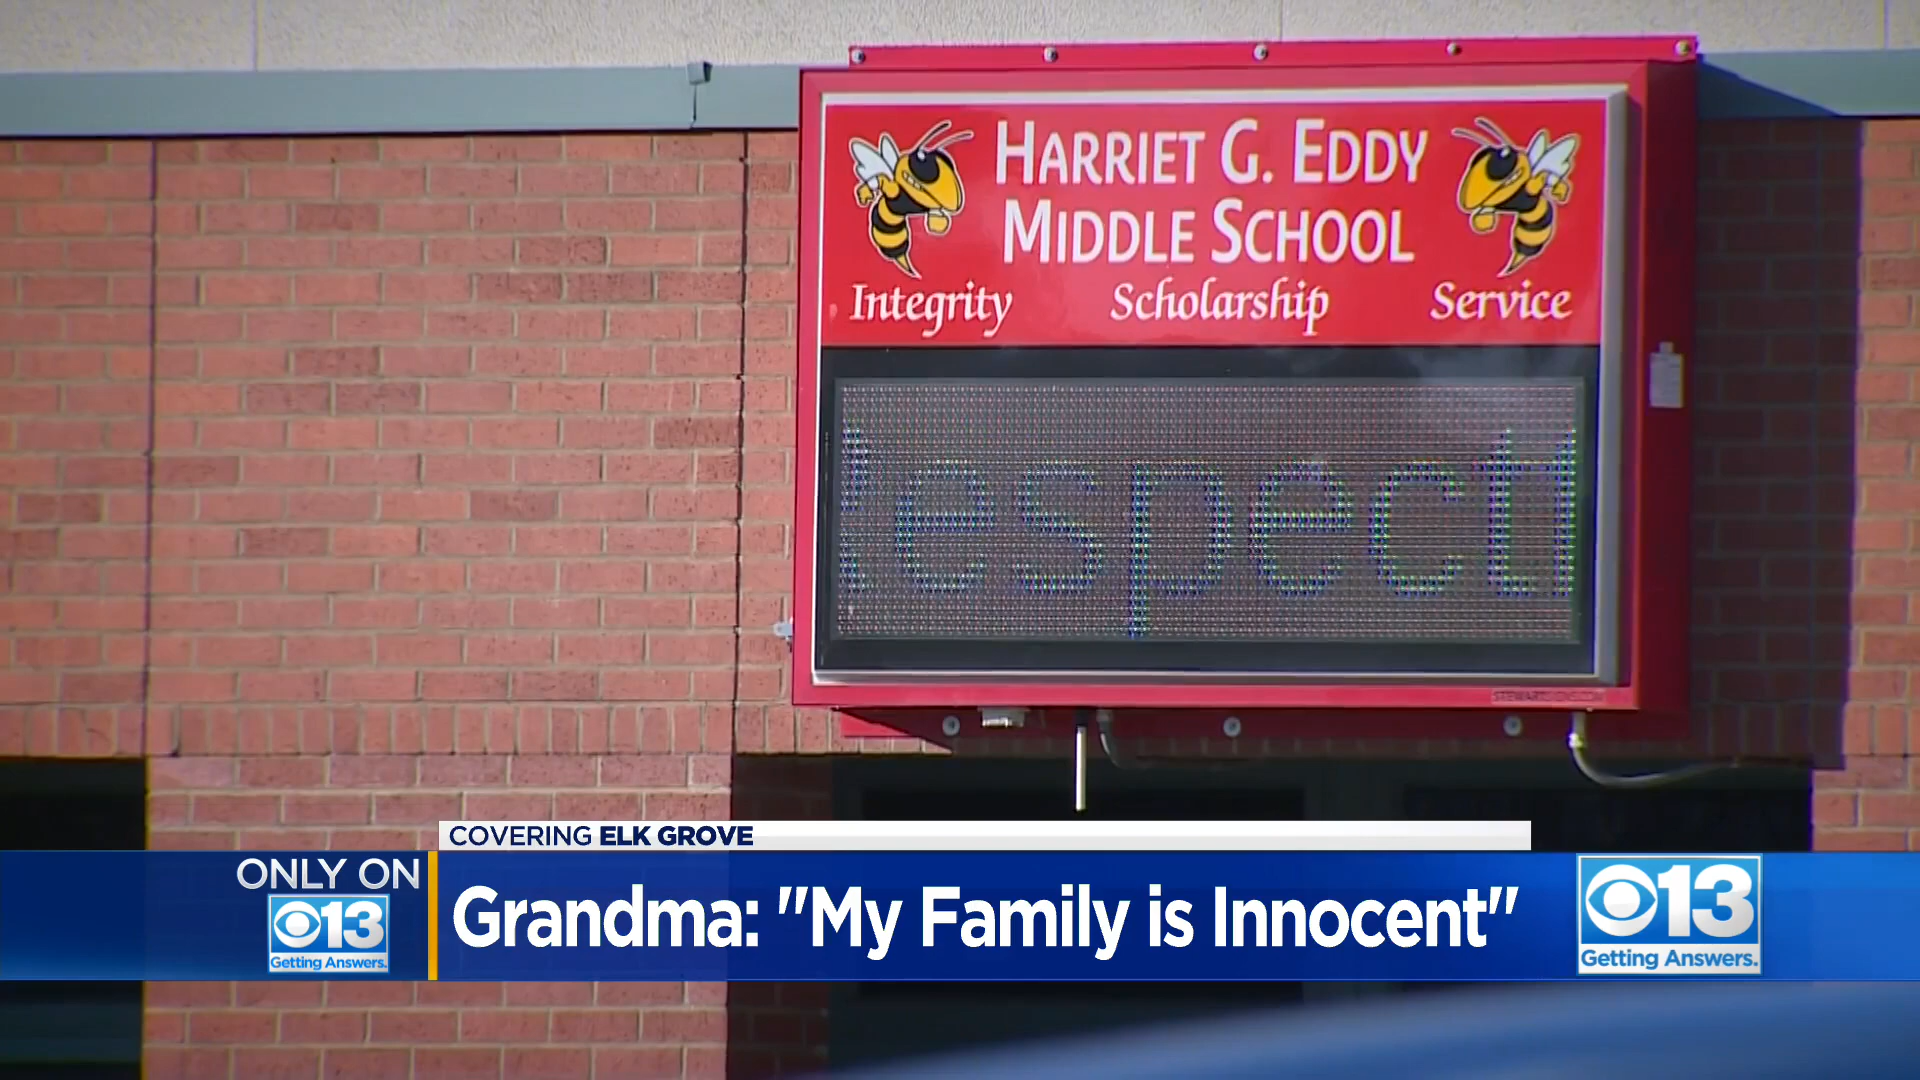 HARRIET G. EDDY
MIDDLE SCHOOL
Integrity Scholarship Service
Respect
COVERING ELK GROVE
ONLY ON
13
Getting Answers.
Grandma: "My Family is Innocent"
13
Getting Answers.